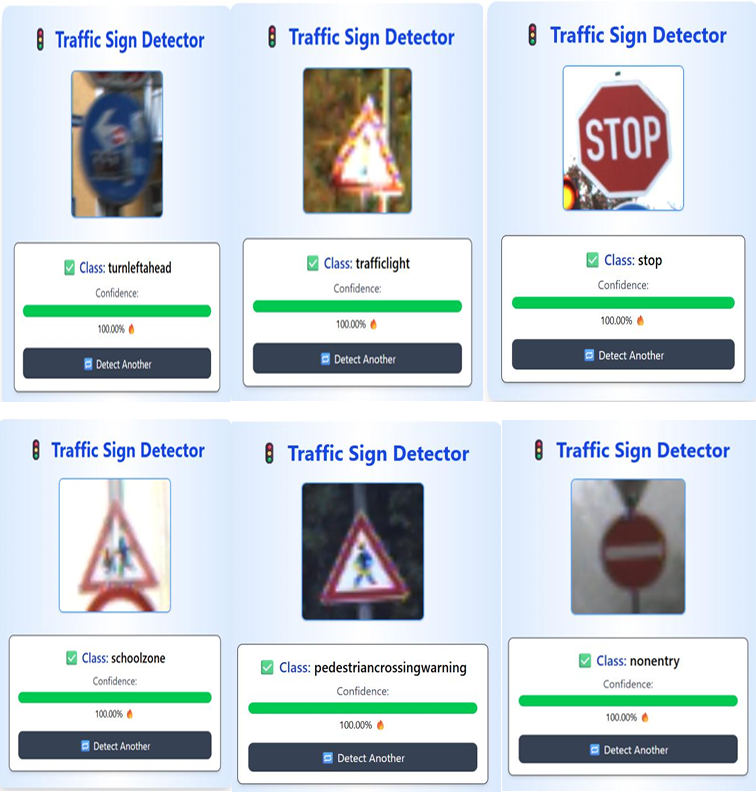 Traffic Sign Detector
Class: turnleftahead
Confidence:
100.00%
Detect Another
Traffic Sign Detector
Class: trafficlight
Confidence:
100.00%
Detect Another
Traffic Sign Detector
STOP
Class: stop
Confidence:
100.00%
Detect Another
Traffic Sign Detector
Class: schoolzone
Confidence:
100.00%
Detect Another
Traffic Sign Detector
Class: pedestriancrossingwarning
Confidence:
100.00%
Detect Another
Traffic Sign Detector
Class: nonentry
Confidence:
100.00%
Detect Another